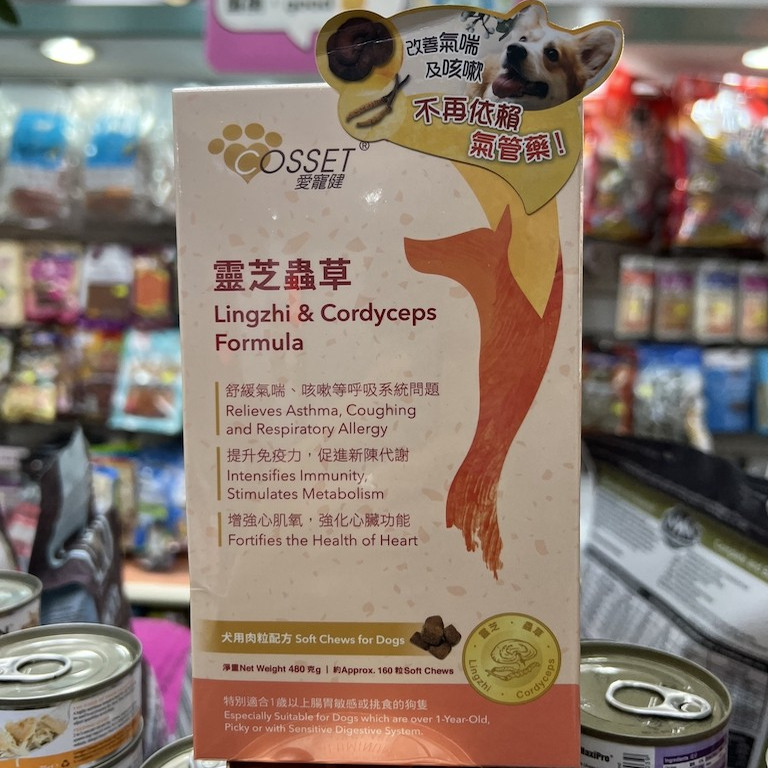 改善氣喘
及咳嗽
不再依賴
氣管藥！
COSSET®
愛寵健
靈芝蟲草
Lingzhi & Cordyceps
Formula
舒緩氣喘、咳嗽等呼吸系統問題
Relieves Asthma, Coughing
and Respiratory Allergy
提升免疫力，促進新陳代謝
Intensifies Immunity,
Stimulates Metabolism
增強心肌氧，強化心臟功能
Fortifies the Health of Heart
犬用肉粒配方 Soft Chews for Dogs
淨重Net Weight 480 克g | 約Approx. 160 粒Soft Chews
靈芝・蟲草
Lingzhi・Cordyceps
特別適合1歲以上腸胃敏感或挑食的狗隻
Especially Suitable for Dogs which are over 1-Year-Old,
Picky or with Sensitive Digestive System.